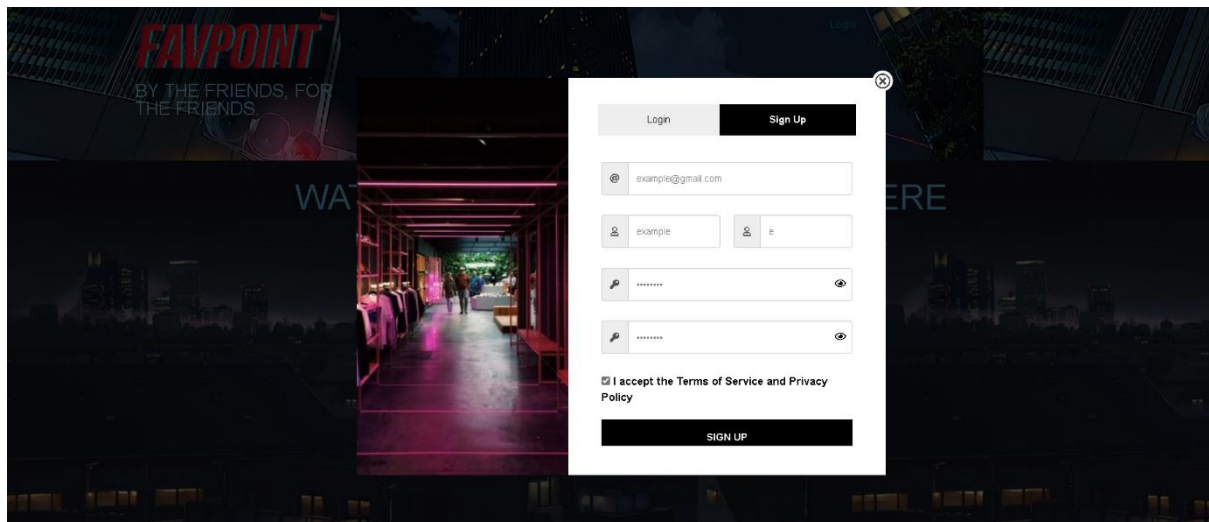 FAVPOINT
Login
BY THE FRIENDS, FOR
THE FRIENDS.
WAT
ERE
Login
Sign Up
@
example@gmail.com
example
e
••••••••
••••••••
I accept the Terms of Service and Privacy
Policy
SIGN UP